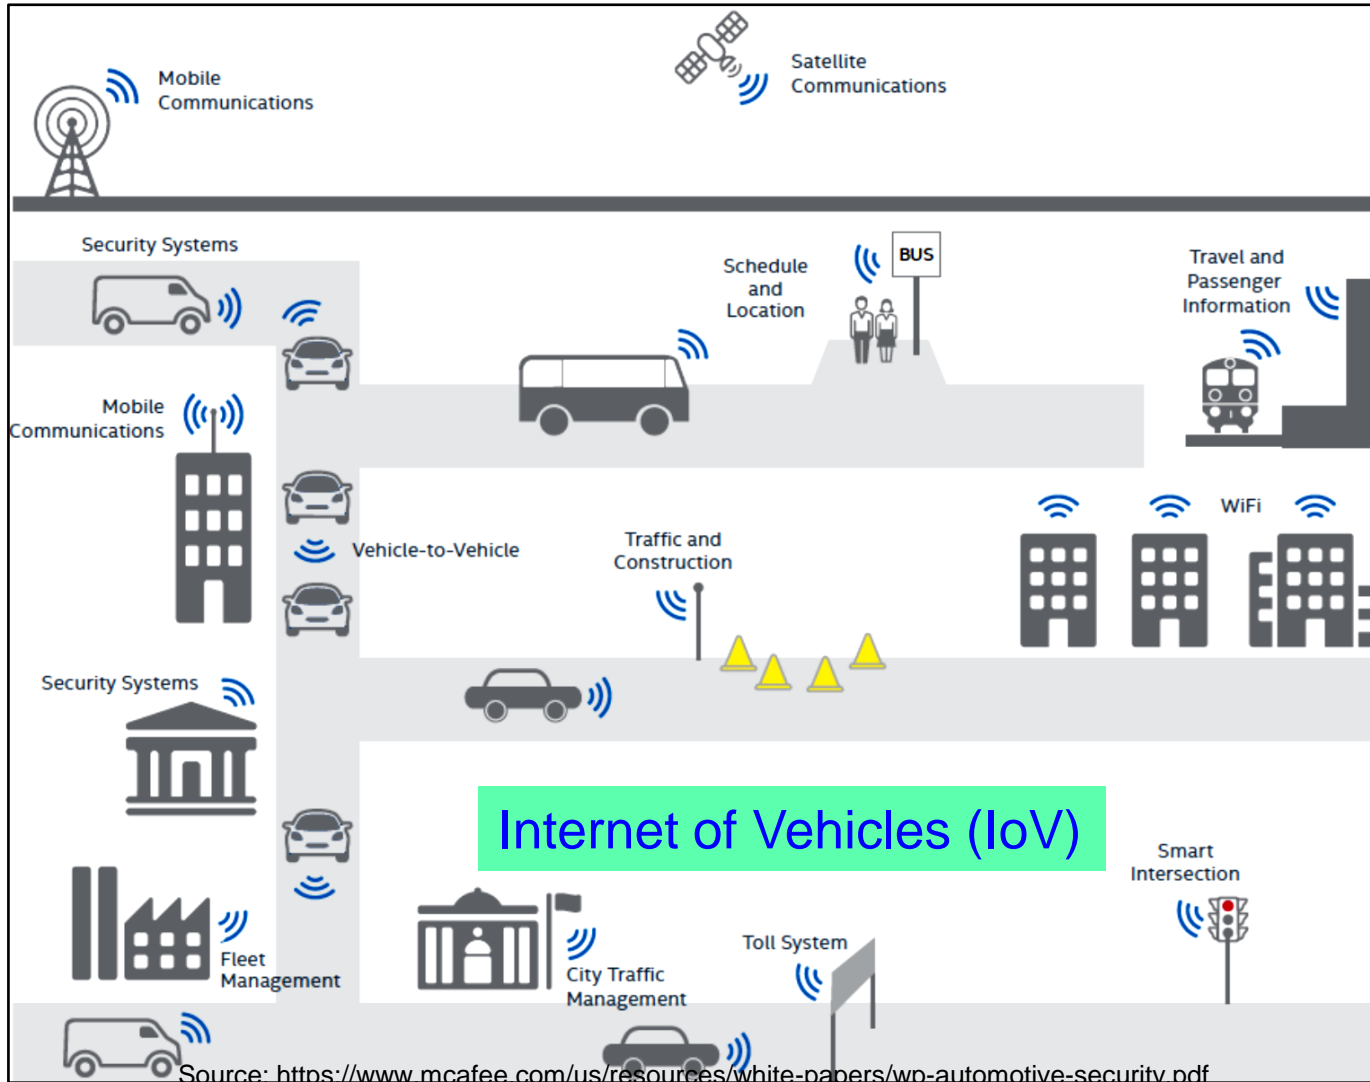 Mobile
Communications
Satellite
Communications
Security Systems
Schedule
and
Location
BUS
Travel and
Passenger
Information
Mobile
Communications
Vehicle-to-Vehicle
Traffic and
Construction
WiFi
Security Systems
Internet of Vehicles (IoV)
Smart
Intersection
Fleet
Management
City Traffic
Management
Toll System
Source: https://www.mcafee.com/us/resources/white-papers/wp-automotive-security.pdf